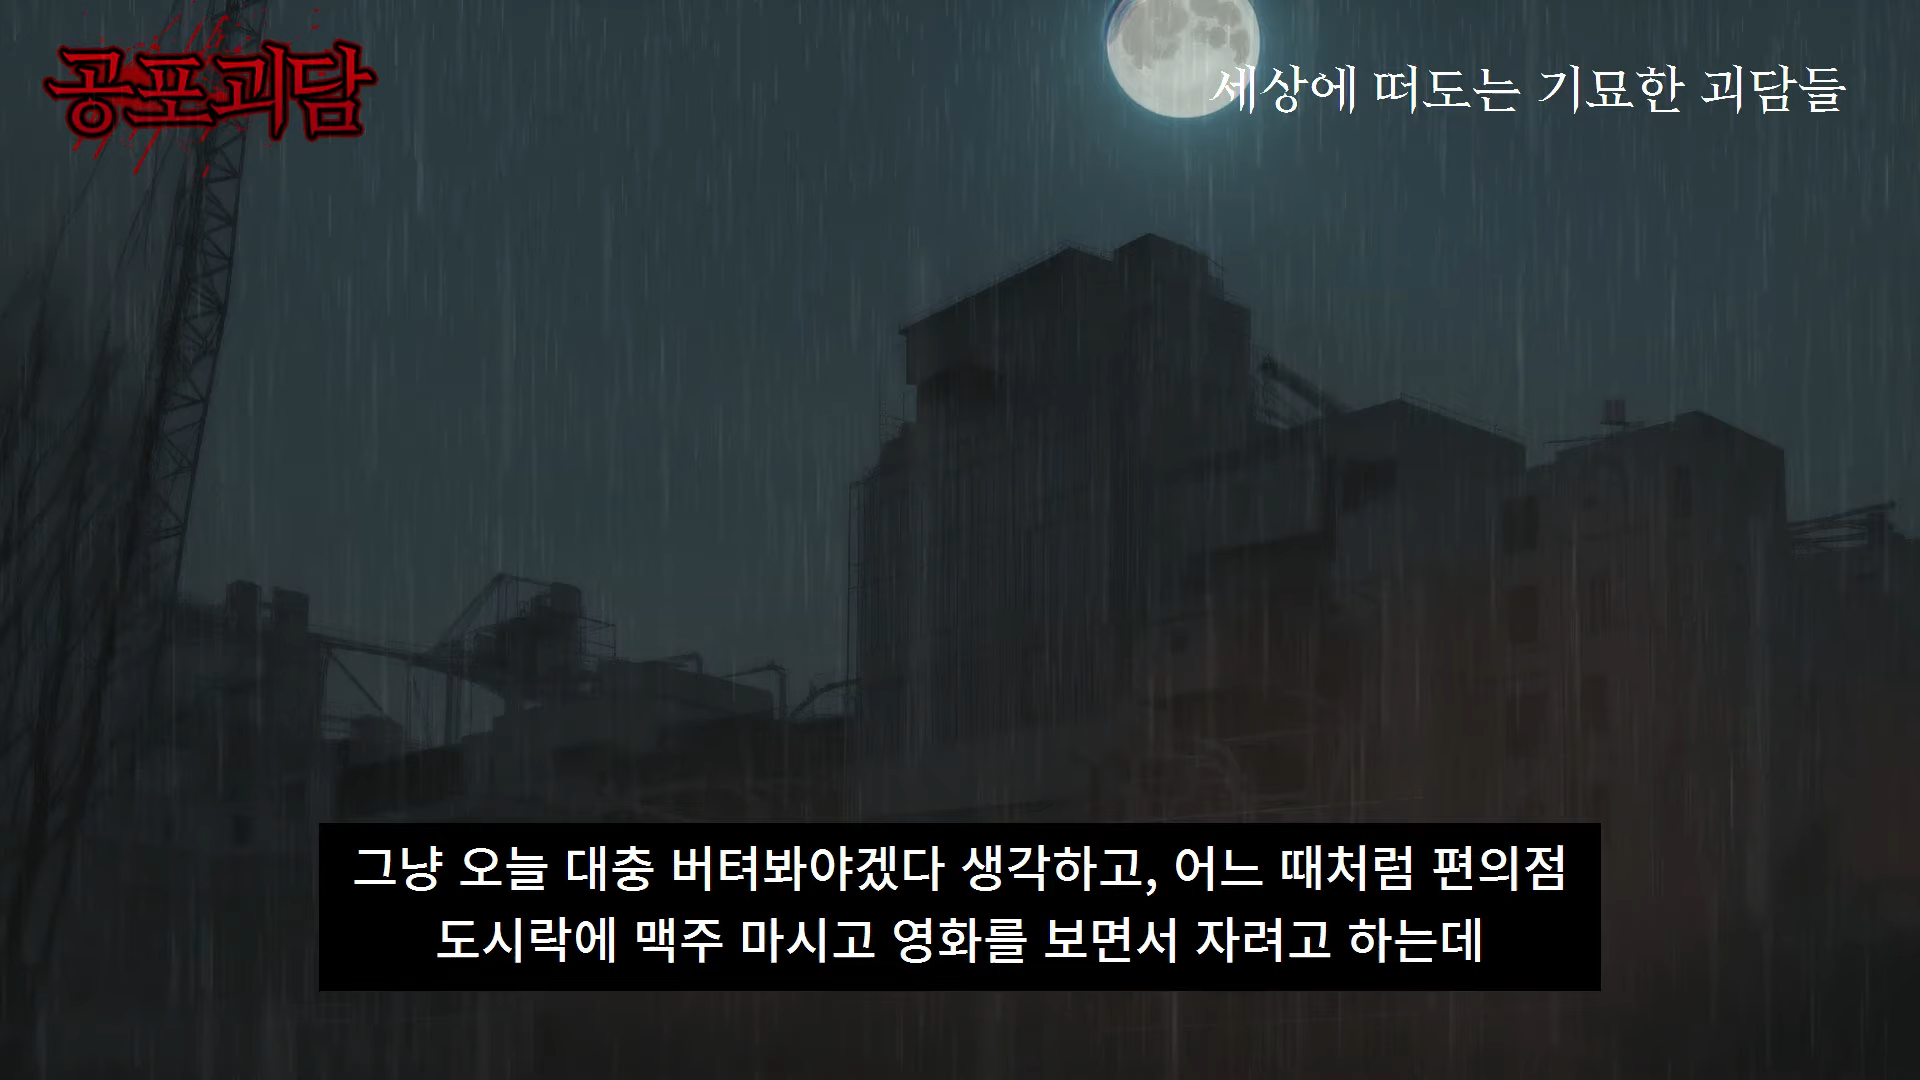 공포괴담
세상에 떠도는 기묘한 괴담들
그냥 오늘 대충 버텨봐야겠다 생각하고, 어느 때처럼 편의점
도시락에 맥주 마시고 영화를 보면서 자려고 하는데